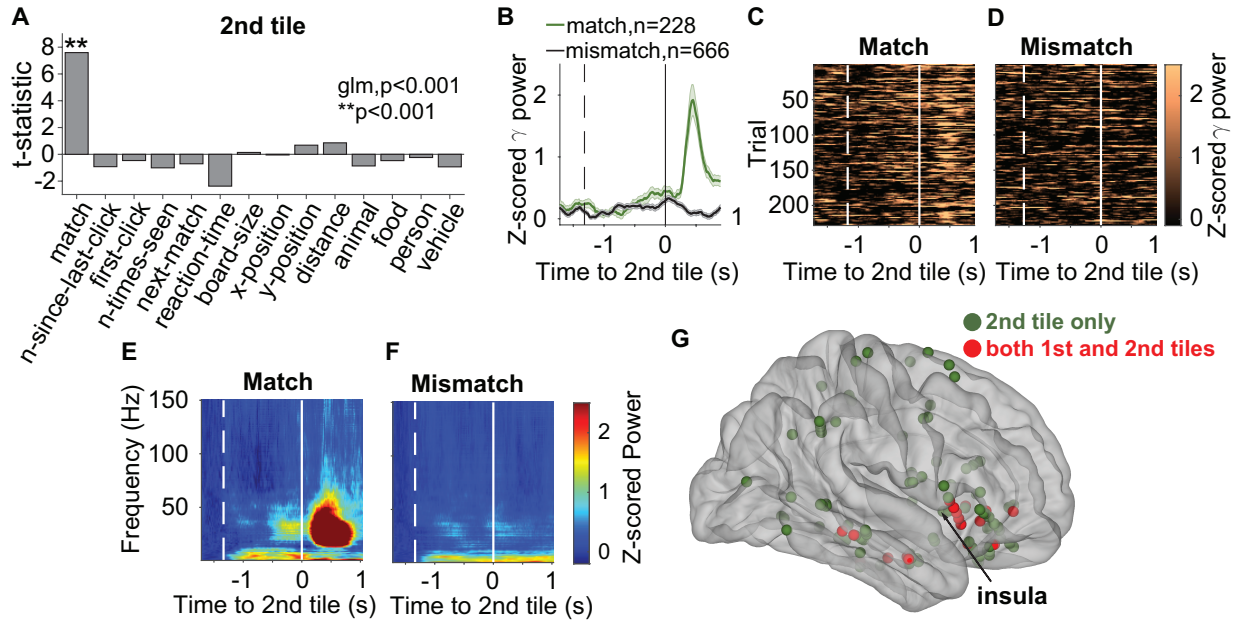 A
2nd tile
t-statistic
8
6
4
2
0
-2
**
glm,p<0.001
**p<0.001
match
n-since-last-click
first-click
n-times-seen
next-match
reaction-time
board-size
x-position
y-position
distance
animal
food
person
vehicle
B
match,n=228
mismatch,n=666
Z-scored γ power
2
1
0
-1
0
1
Time to 2nd tile (s)
C
Match
Trial
50
100
150
200
-1
0
1
Time to 2nd tile (s)
D
Mismatch
-1
0
1
Time to 2nd tile (s)
2
1
0
Z-scored γ power
E
Match
Frequency (Hz)
150
100
50
-1
0
1
Time to 2nd tile (s)
F
Mismatch
-1
0
1
Time to 2nd tile (s)
2
1
0
Z-scored Power
G
2nd tile only
both 1st and 2nd tiles
insula